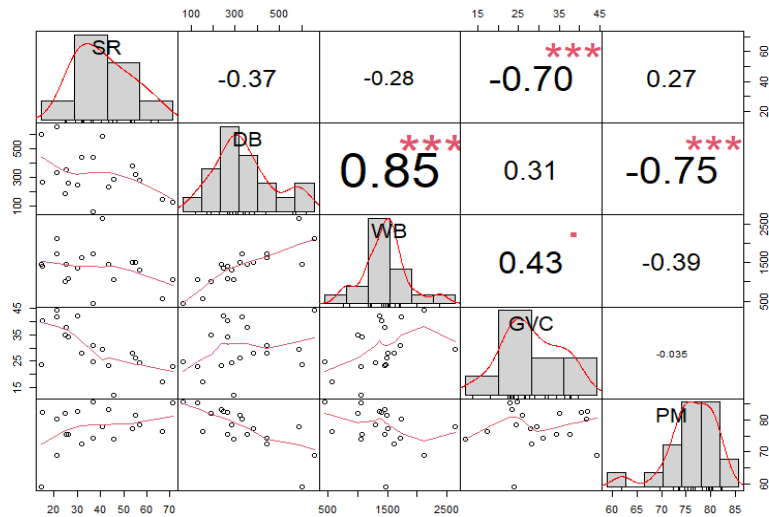 100 300 500 15 25 35 45
SR -0.37 -0.28 -0.70 *** 0.27 20 40 60
100 300 500 DB 0.85 *** 0.31 -0.75 ***
WB 0.43 . -0.39 500 1500 2500
15 25 35 45 GVC -0.035
PM 60 70 80
20 30 40 50 60 70 500 1500 2500 60 65 70 75 80 85